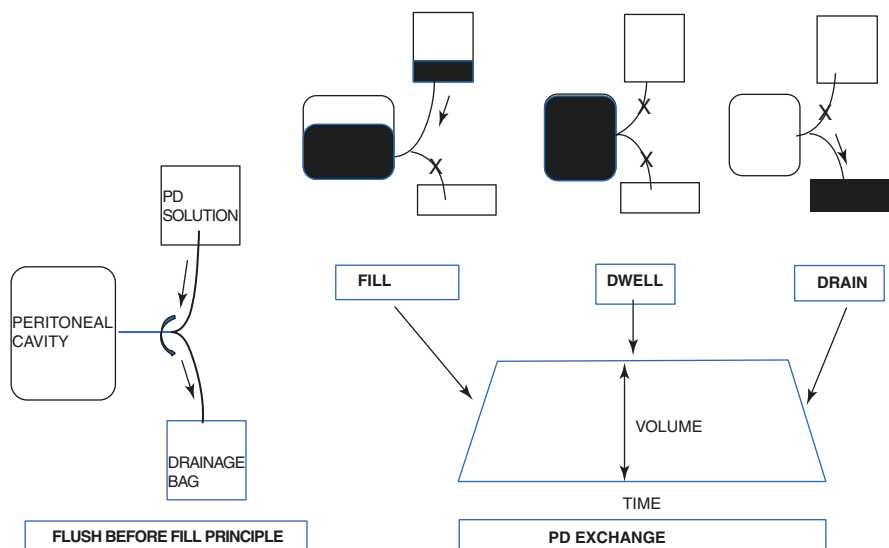 PD
SOLUTION
PERITONEAL
CAVITY
DRAINAGE
BAG
FLUSH BEFORE FILL PRINCIPLE
X
X
X
X
FILL
DWELL
DRAIN
VOLUME
TIME
PD EXCHANGE